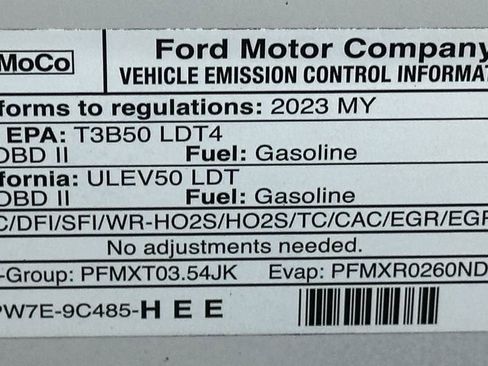 MoCo
Ford Motor Company
VEHICLE EMISSION CONTROL INFORMAT
forms to regulations: 2023 MY
EPA: T3B50 LDT4
OBD II Fuel: Gasoline
fornia: ULEV50 LDT
OBD II Fuel: Gasoline
C/DFI/SFI/WR-HO2S/HO2S/TC/CAC/EGR/EGR
No adjustments needed.
-Group: PFMXT03.54JK Evap: PFMXR0260ND
PW7E-9C485-HEE